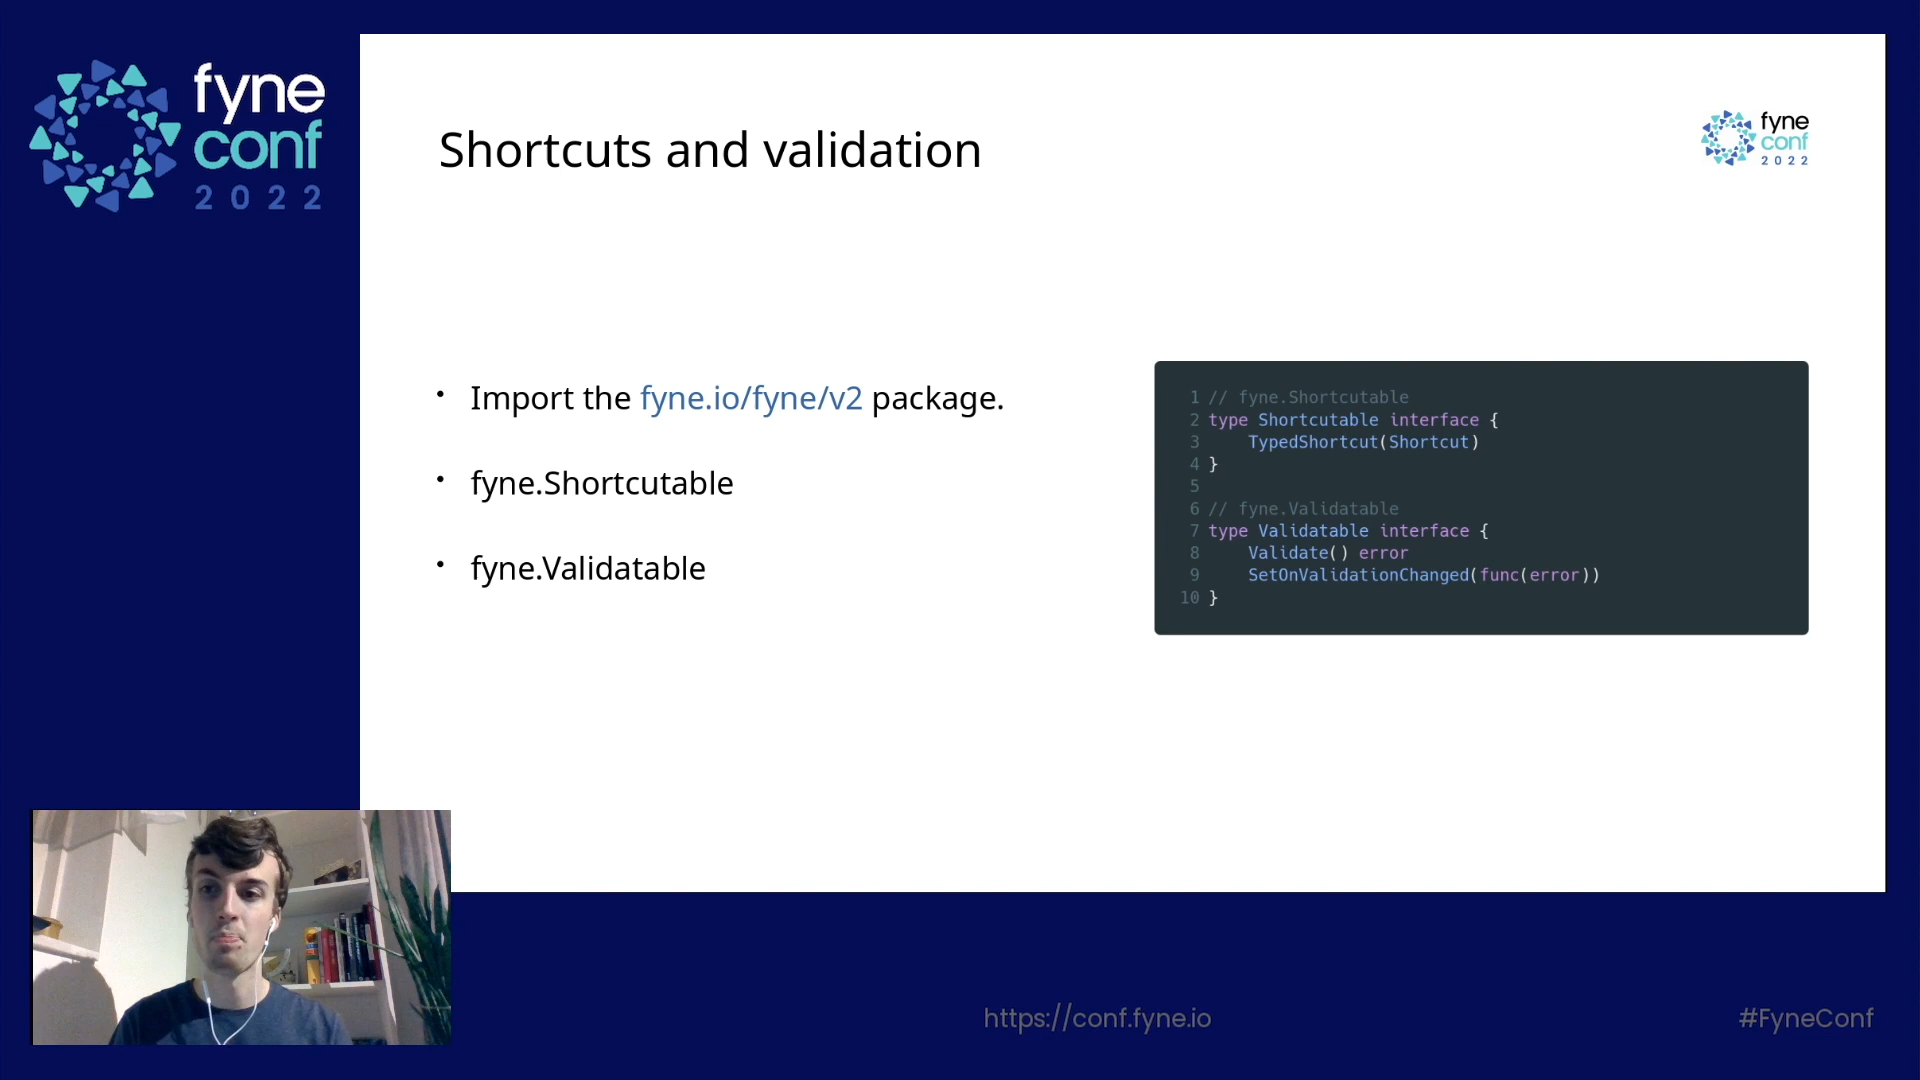 fyne
conf
2022
Shortcuts and validation
fyne
conf
2022
• Import the fyne.io/fyne/v2 package.
• fyne.Shortcutable
• fyne.Validatable
1 // fyne.Shortcutable
2 type Shortcutable interface {
3     TypedShortcut(Shortcut)
4 }
5
6 // fyne.Validatable
7 type Validatable interface {
8     Validate() error
9     SetOnValidationChanged(func(error))
10 }
https://conf.fyne.io
#FyneConf